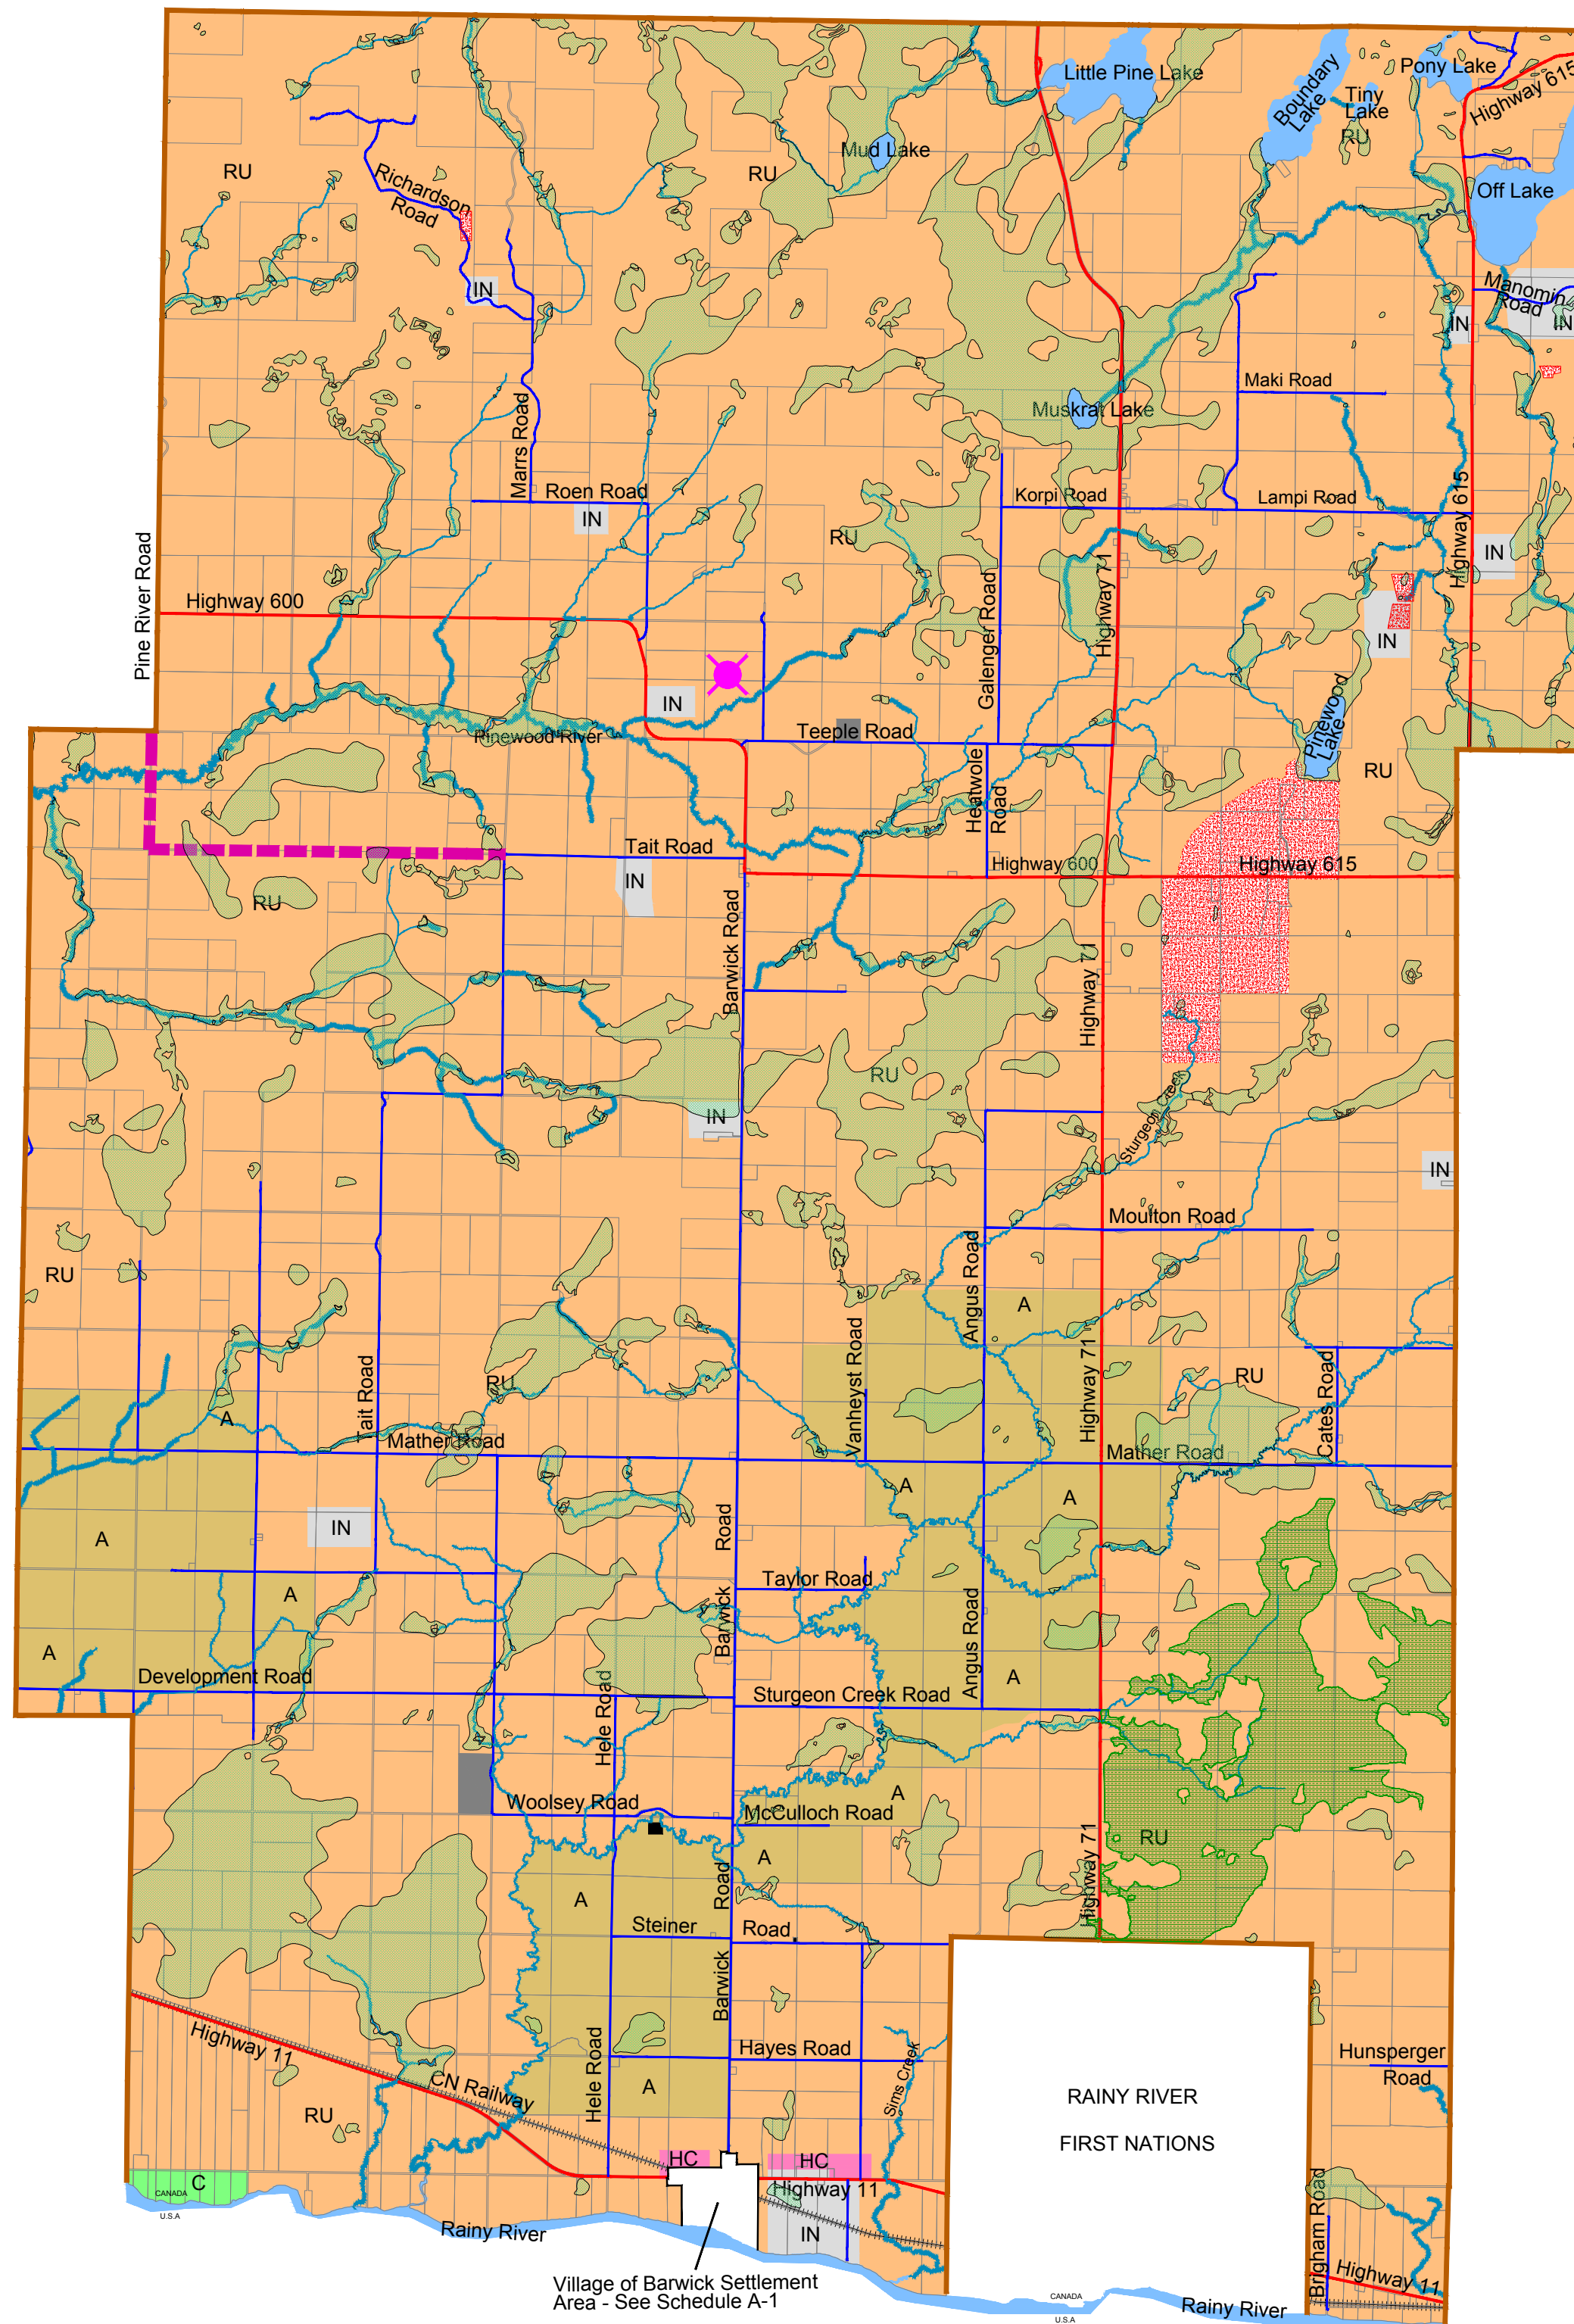 Little Pine Lake
Boundary
Lake
Pony Lake
Highway 615
Tiny
Lake
RU
Mud Lake
RU
RU
Richardson
Road
Off Lake
IN
Manomin
Road
IN
IN
Maki Road
Muskrat Lake
Marrs Road
Roen Road
IN
Korpi Road
Lampi Road
Highway 615
RU
IN
Pine River Road
Highway 600
Galenger Road
Highway 71
IN
IN
Pinewood
Lake
Pinewood River
Teeple Road
RU
Heatwole
Road
Tait Road
Highway 600
Highway 615
IN
RU
Barwick Road
Highway 71
RU
IN
Sturgeon Creek
IN
Moulton Road
RU
Angus Road
A
Vanheyst Road
Highway 71
RU
Tait Road
RU
A
Cates Road
Mather Road
Mather Road
A
A
IN
A
Road
A
Taylor Road
Barwick
Angus Road
A
Development Road
A
Sturgeon Creek Road
Hele Road
A
Woolsey Road
McCulloch Road
RU
Highway 71
A
A
Road
Steiner
Road
Barwick
Highway 11
Hayes Road
Sims Creek
Hunsperger
Road
CN Railway
Hele Road
A
RU
RAINY RIVER
FIRST NATIONS
HC
HC
C
Highway 11
CANADA
U.S.A
Rainy River
IN
Brigham Road
Highway 11
Village of Barwick Settlement
Area - See Schedule A-1
CANADA
U.S.A
Rainy River